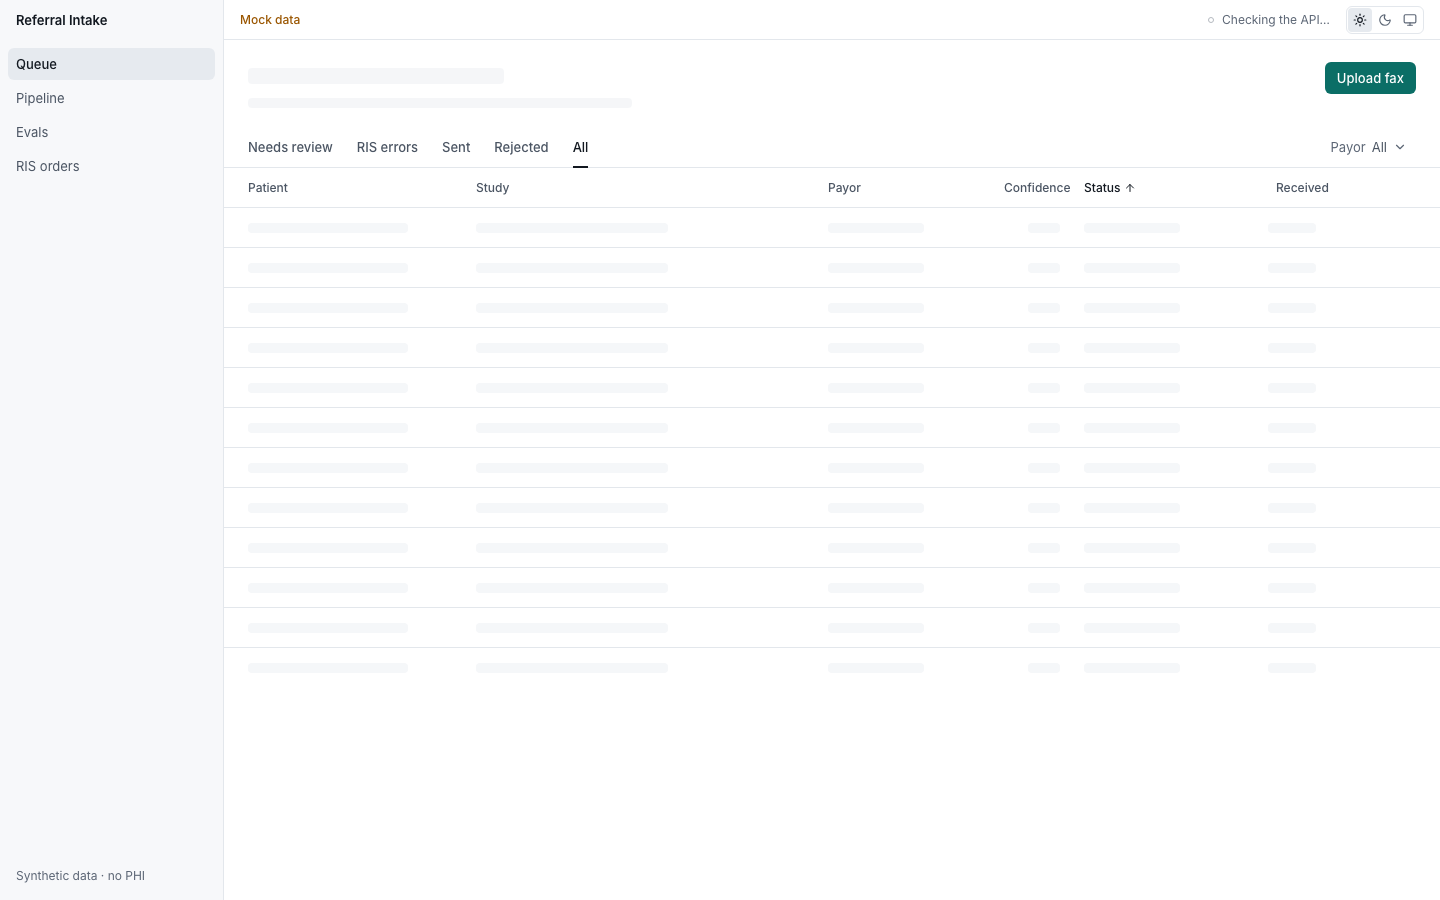 Referral Intake
Mock data
Checking the API...
Queue
Pipeline
Evals
RIS orders
Upload fax
Needs review RIS errors Sent Rejected All
Payor All
Patient Study Payor Confidence Status ↑ Received
Synthetic data · no PHI